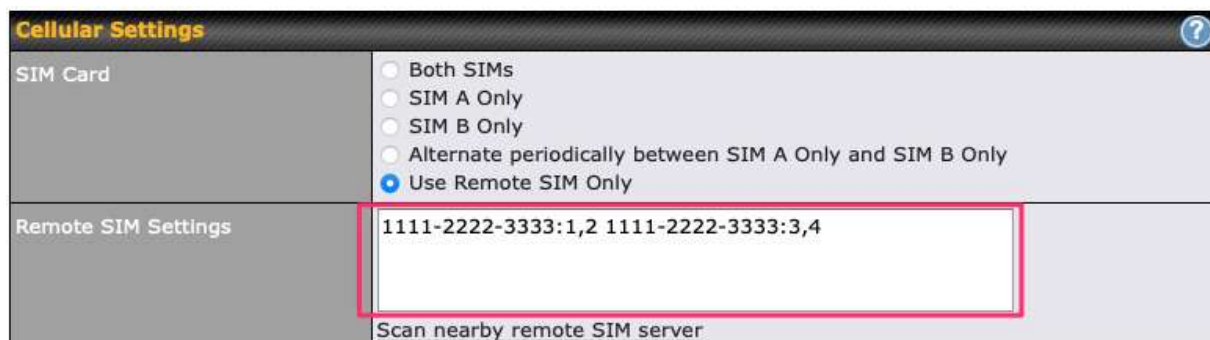 Cellular Settings
?
SIM Card
Both SIMs
SIM A Only
SIM B Only
Alternate periodically between SIM A Only and SIM B Only
Use Remote SIM Only
Remote SIM Settings
1111-2222-3333:1,2 1111-2222-3333:3,4
Scan nearby remote SIM server